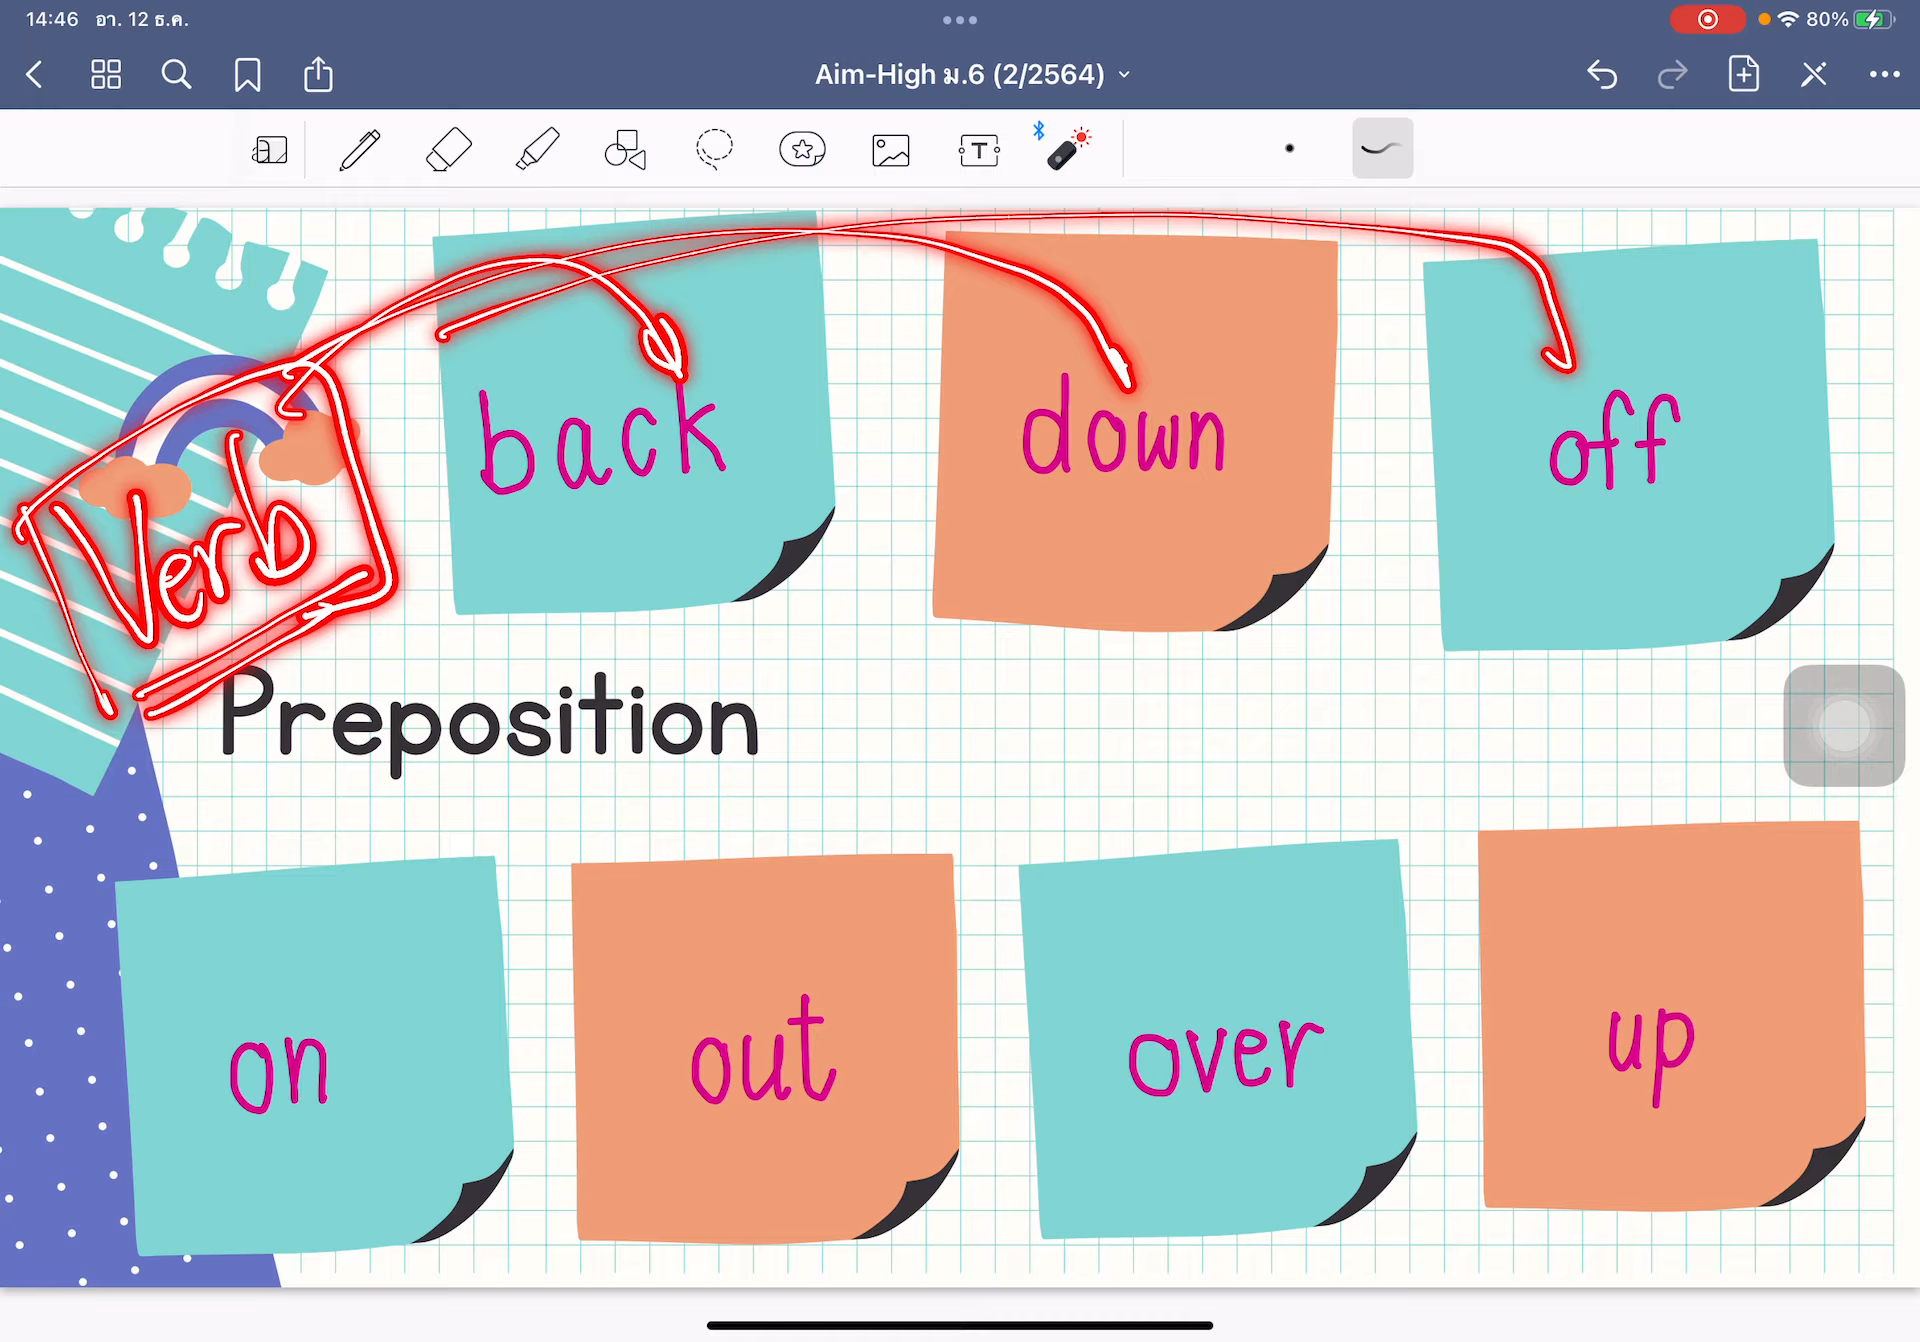 14:46 อา. 12 ธ.ค.
80%
Aim-High ม.6 (2/2564)
T
back
down
off
Verb
Preposition
on
out
over
up